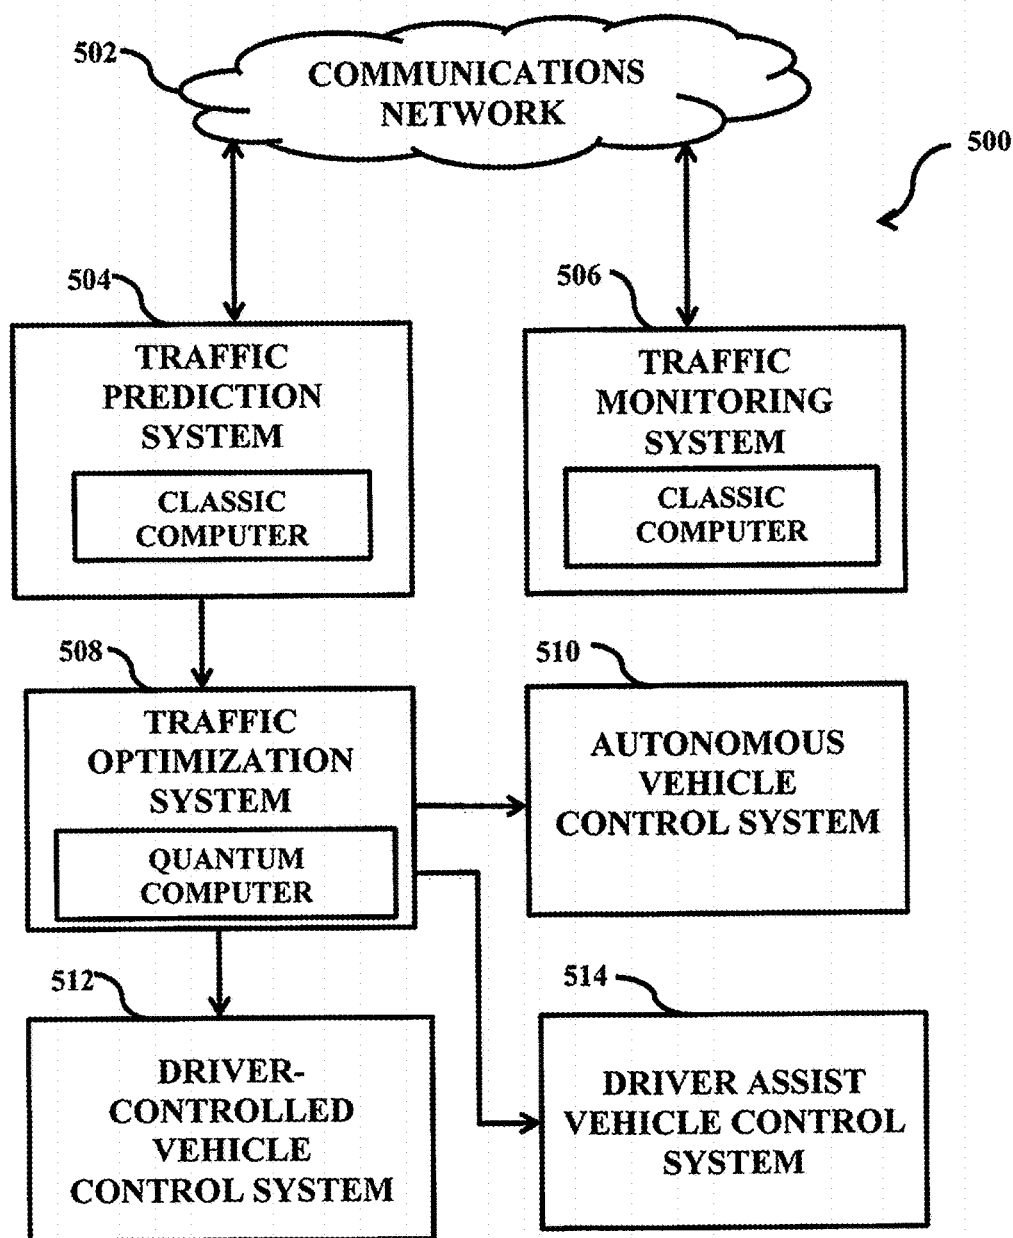 502
COMMUNICATIONS
NETWORK
500
504
506
TRAFFIC
PREDICTION
SYSTEM
CLASSIC
COMPUTER
TRAFFIC
MONITORING
SYSTEM
CLASSIC
COMPUTER
508
510
TRAFFIC
OPTIMIZATION
SYSTEM
QUANTUM
COMPUTER
AUTONOMOUS
VEHICLE
CONTROL SYSTEM
512
514
DRIVER-
CONTROLLED
VEHICLE
CONTROL SYSTEM
DRIVER ASSIST
VEHICLE CONTROL
SYSTEM